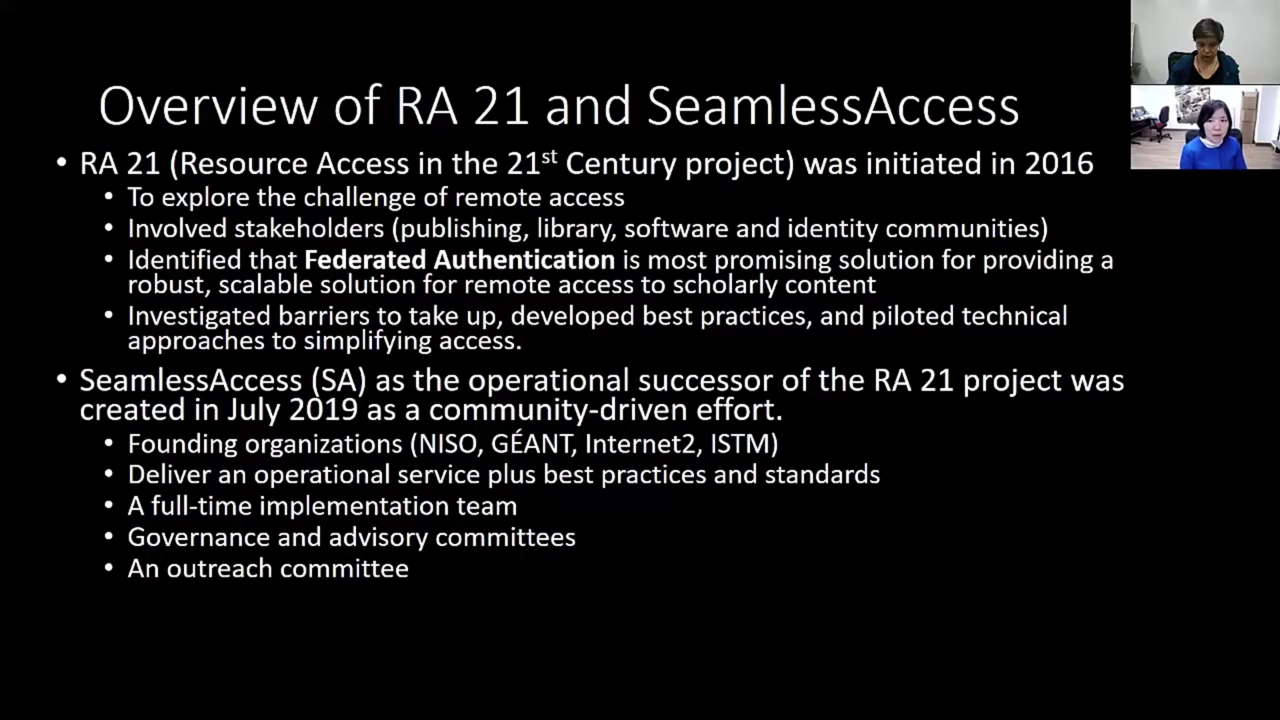 Overview of RA 21 and SeamlessAccess
• RA 21 (Resource Access in the 21st Century project) was initiated in 2016
• To explore the challenge of remote access
• Involved stakeholders (publishing, library, software and identity communities)
• Identified that Federated Authentication is most promising solution for providing a
robust, scalable solution for remote access to scholarly content
• Investigated barriers to take up, developed best practices, and piloted technical
approaches to simplifying access.
• SeamlessAccess (SA) as the operational successor of the RA 21 project was
created in July 2019 as a community-driven effort.
• Founding organizations (NISO, GÉANT, Internet2, ISTM)
• Deliver an operational service plus best practices and standards
• A full-time implementation team
• Governance and advisory committees
• An outreach committee